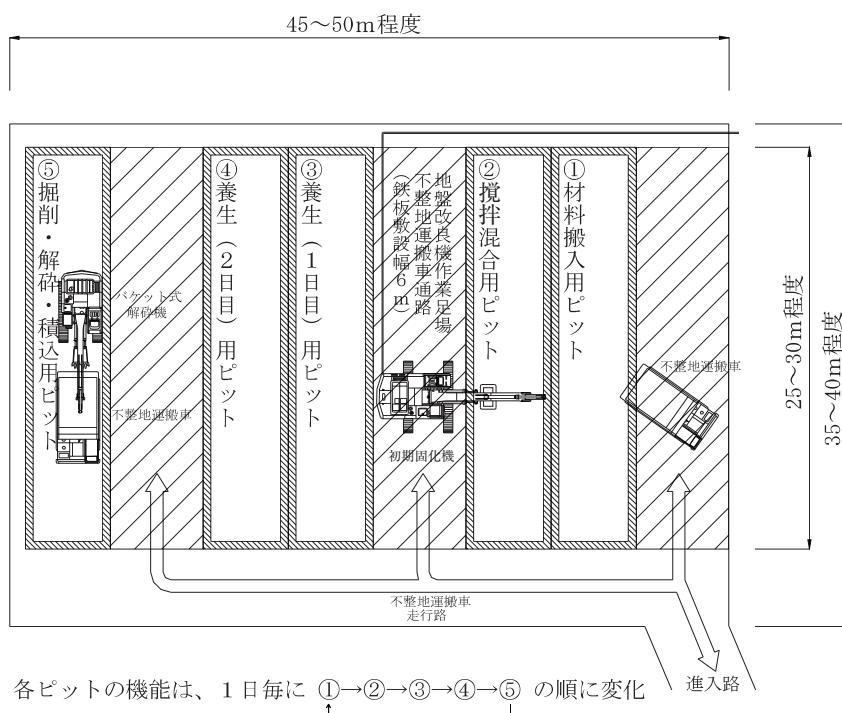 45～50m程度
⑤掘削・解砕・積込用ピット
バケット式
解砕機
不整地運搬車
④養生（２日目）用ピット
③養生（１日目）用ピット
地盤改良機作業足場
不整地運搬車通路
（鉄板敷設幅６ｍ）
初期固化機
②撹拌混合用ピット
①材料搬入用ピット
不整地運搬車
25～30m程度
35～40m程度
不整地運搬車
走行路
進入路
各ピットの機能は、１日毎に ①→②→③→④→⑤ の順に変化